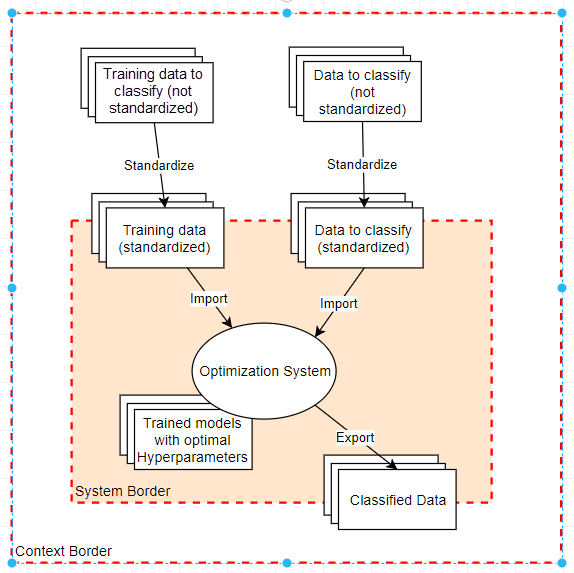 Training data to
classify (not
standardized)
Data to classify
(not
standardized)
Standardize
Standardize
Training data
(standardized)
Data to classify
(standardized)
Import
Import
Optimization System
Trained models
with optimal
Hyperparameters
Export
System Border
Classified Data
Context Border